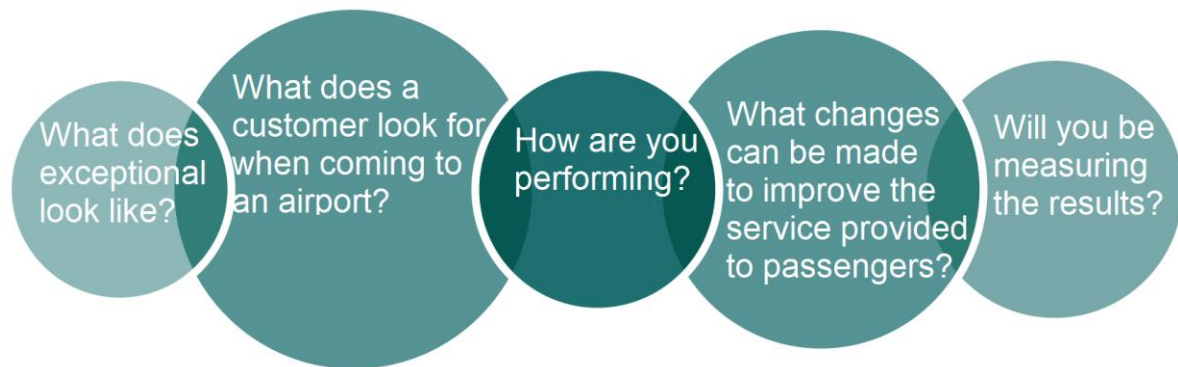 What does
exceptional
look like?
What does a
customer look for
when coming to
an airport?
How are you
performing?
What changes
can be made
to improve the
service provided
to passengers?
Will you be
measuring
the results?